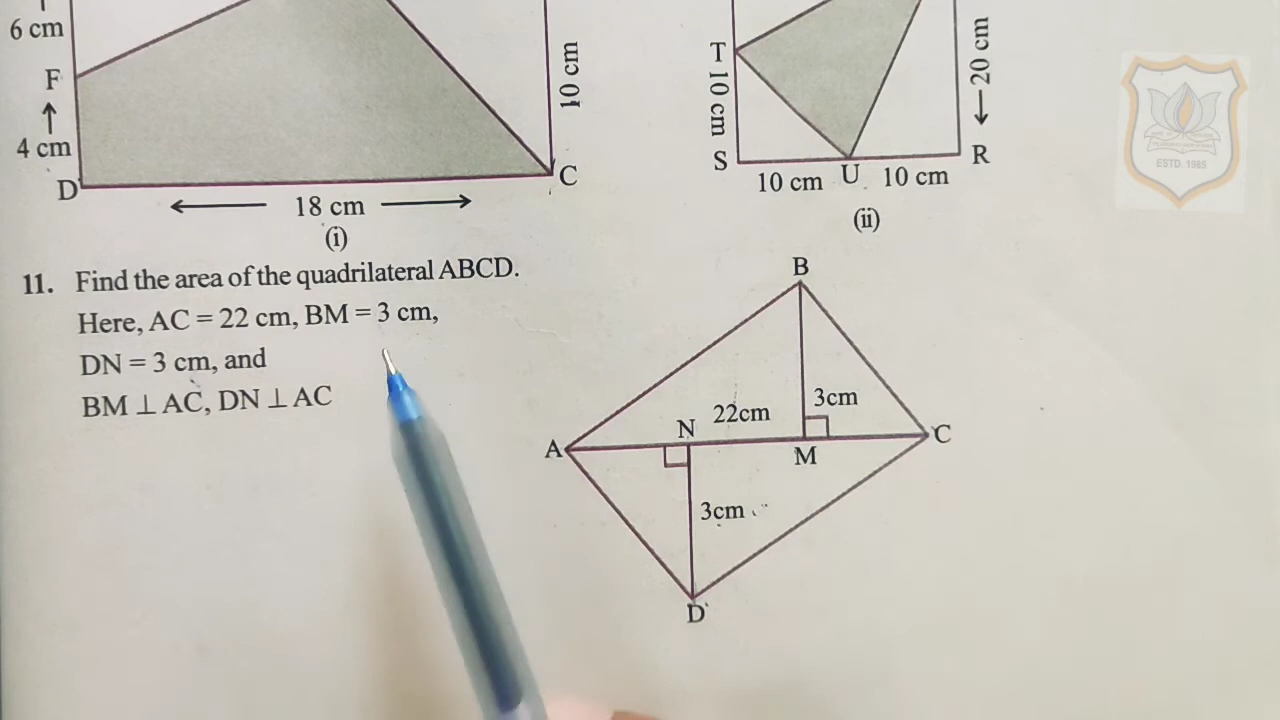 6 cm
F
4 cm
D
C
10 cm
18 cm
(i)
T
10 cm
S
10 cm U 10 cm
R
20 cm
(ii)
ESTD. 1985
11. Find the area of the quadrilateral ABCD.
Here, AC = 22 cm, BM = 3 cm,
DN = 3 cm, and
BM ⊥ AC, DN ⊥ AC
B
3cm
22cm
N
A
M
C
3cm
D